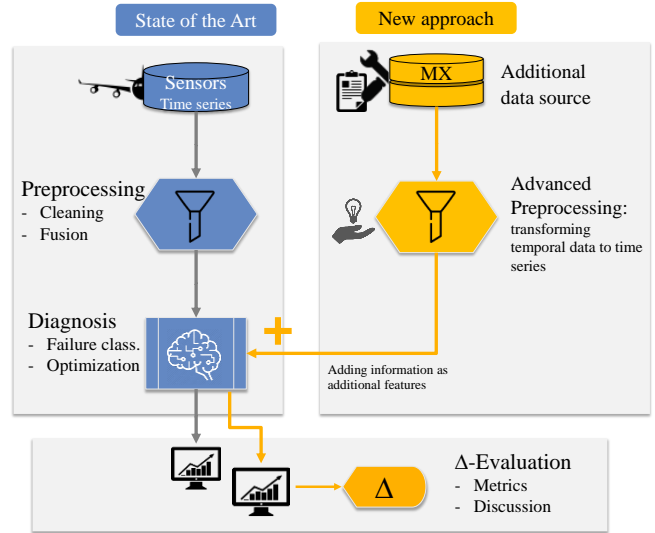 State of the Art
New approach
Sensors
Time series
MX
Additional
data source
Preprocessing
- Cleaning
- Fusion
Advanced
Preprocessing:
transforming
temporal data to time
series
Diagnosis
- Failure class.
- Optimization
+
Adding information as
additional features
Δ
Δ-Evaluation
- Metrics
- Discussion